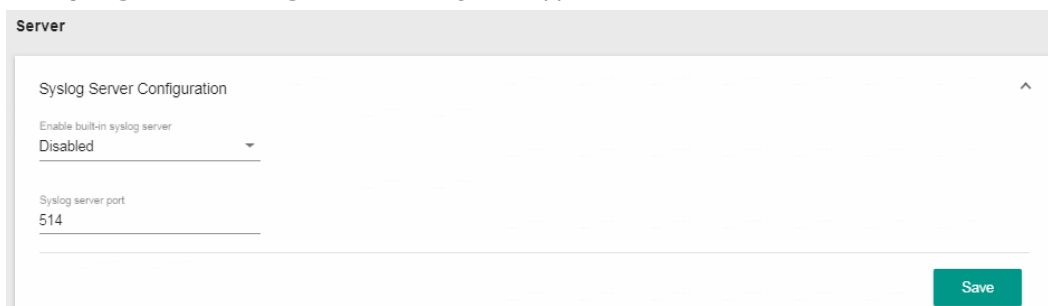 Server
Syslog Server Configuration
Enable built-in syslog server
Disabled
Syslog server port
514
Save